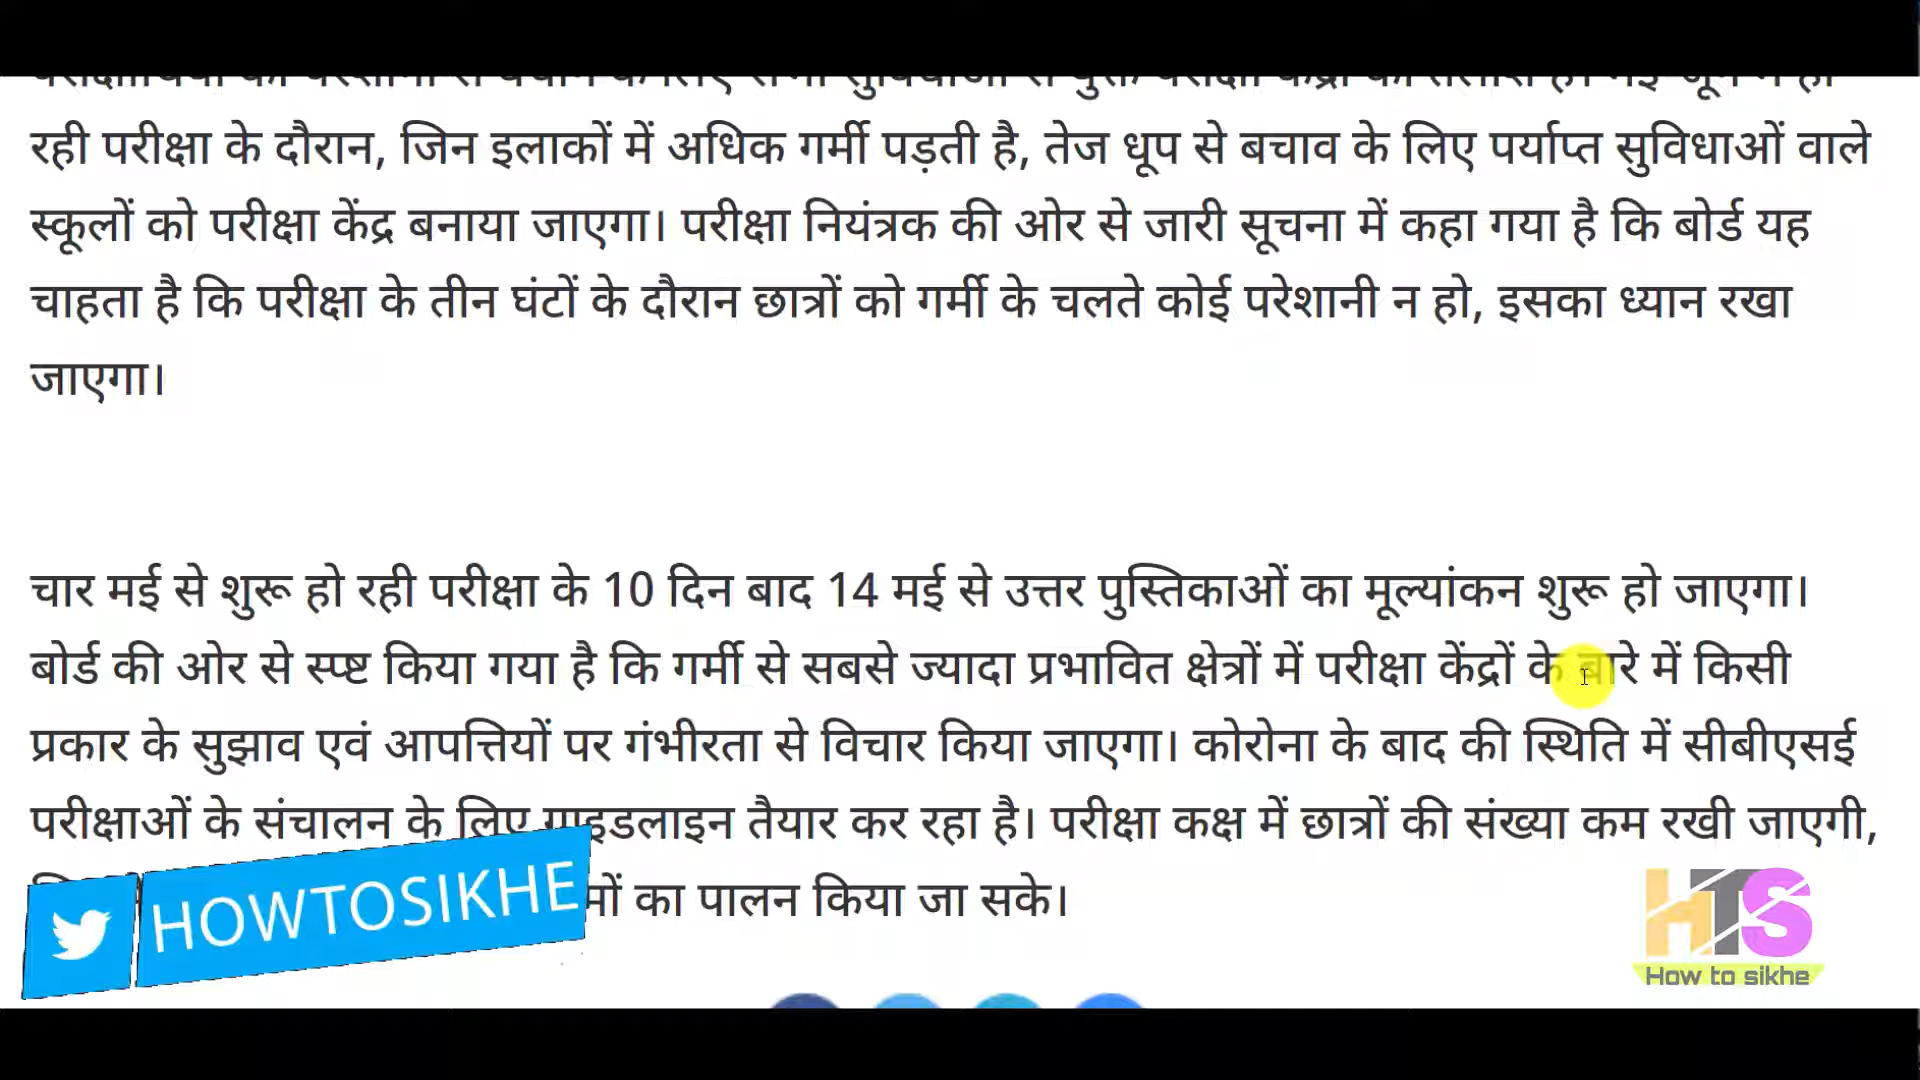 रही परीक्षा के दौरान, जिन इलाकों में अधिक गर्मी पड़ती है, तेज धूप से बचाव के लिए पर्याप्त सुविधाओं वाले
स्कूलों को परीक्षा केंद्र बनाया जाएगा। परीक्षा नियंत्रक की ओर से जारी सूचना में कहा गया है कि बोर्ड यह
चाहता है कि परीक्षा के तीन घंटों के दौरान छात्रों को गर्मी के चलते कोई परेशानी न हो, इसका ध्यान रखा
जाएगा।
चार मई से शुरू हो रही परीक्षा के 10 दिन बाद 14 मई से उत्तर पुस्तिकाओं का मूल्यांकन शुरू हो जाएगा।
बोर्ड की ओर से स्प्ष्ट किया गया है कि गर्मी से सबसे ज्यादा प्रभावित क्षेत्रों में परीक्षा केंद्रों के बारे में किसी
प्रकार के सुझाव एवं आपत्तियों पर गंभीरता से विचार किया जाएगा। कोरोना के बाद की स्थिति में सीबीएसई
परीक्षाओं के संचालन के लिए गाइडलाइन तैयार कर रहा है। परीक्षा कक्ष में छात्रों की संख्या कम रखी जाएगी,
का पालन किया जा सके।
HOWTOSIKHE
HTS
How to sikhe